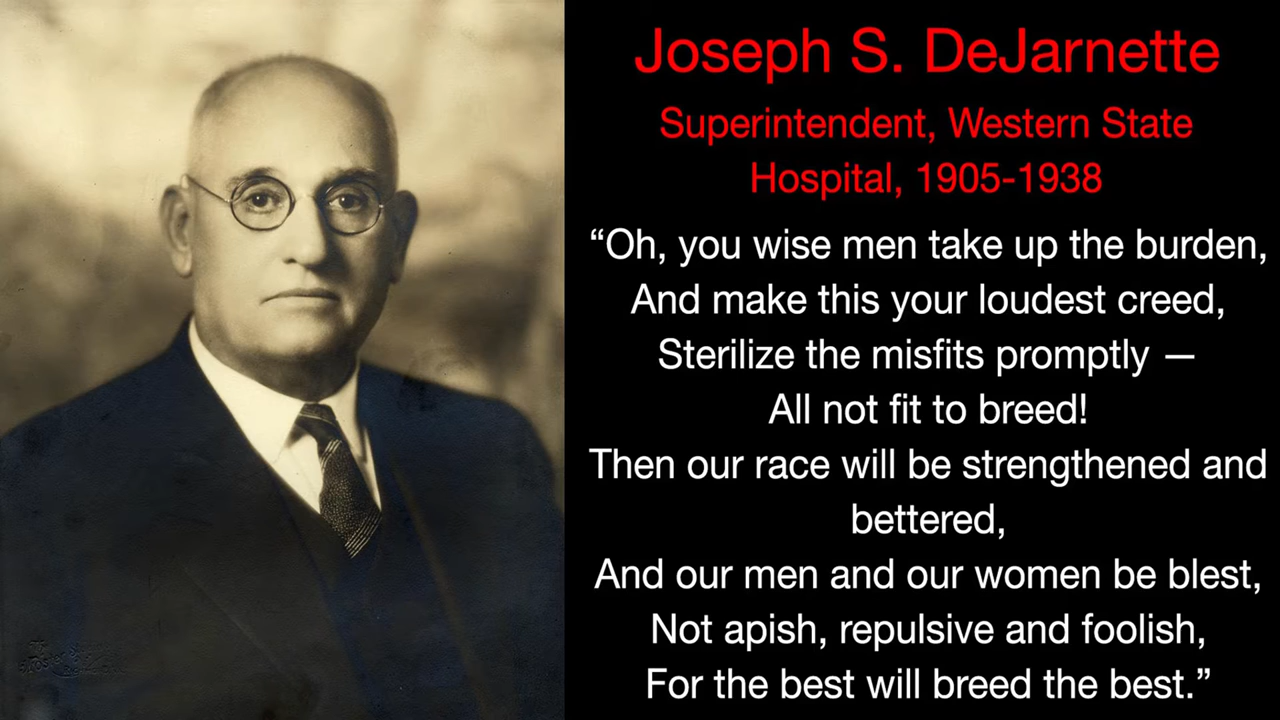 Joseph S. DeJarnette
Superintendent, Western State
Hospital, 1905-1938
“Oh, you wise men take up the burden,
And make this your loudest creed,
Sterilize the misfits promptly —
All not fit to breed!
Then our race will be strengthened and
bettered,
And our men and our women be blest,
Not apish, repulsive and foolish,
For the best will breed the best.”